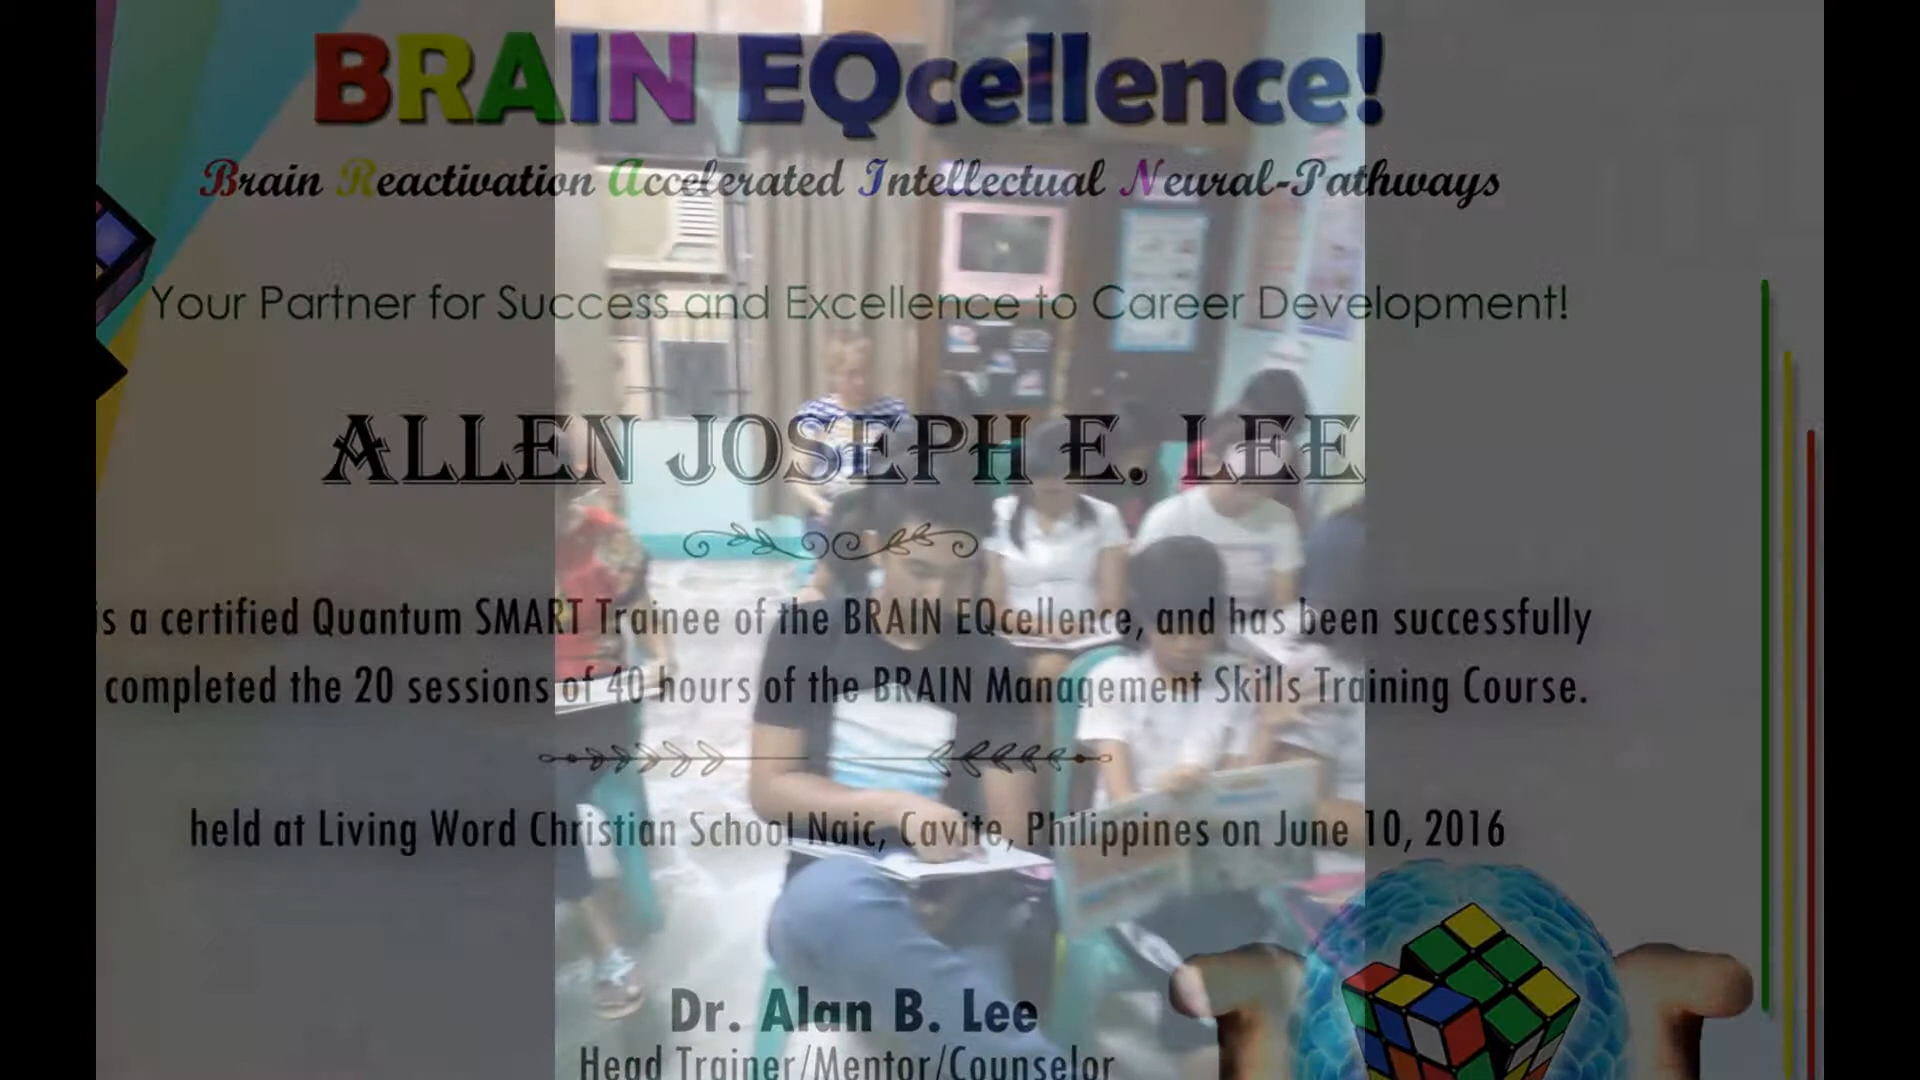 BRAIN EQcellence!
Brain Reactivation Accelerated Intellectual Neural-Pathways
Your Partner for Success and Excellence to Career Development!
ALLEN JOSEPH E. LEE
is a certified Quantum SMART Trainee of the BRAIN EQcellence, and has been successfully
completed the 20 sessions of 40 hours of the BRAIN Management Skills Training Course.
held at Living Word Christian School Naic, Cavite, Philippines on June 10, 2016
Dr. Alan B. Lee
Head Trainer/Mentor/Counselor